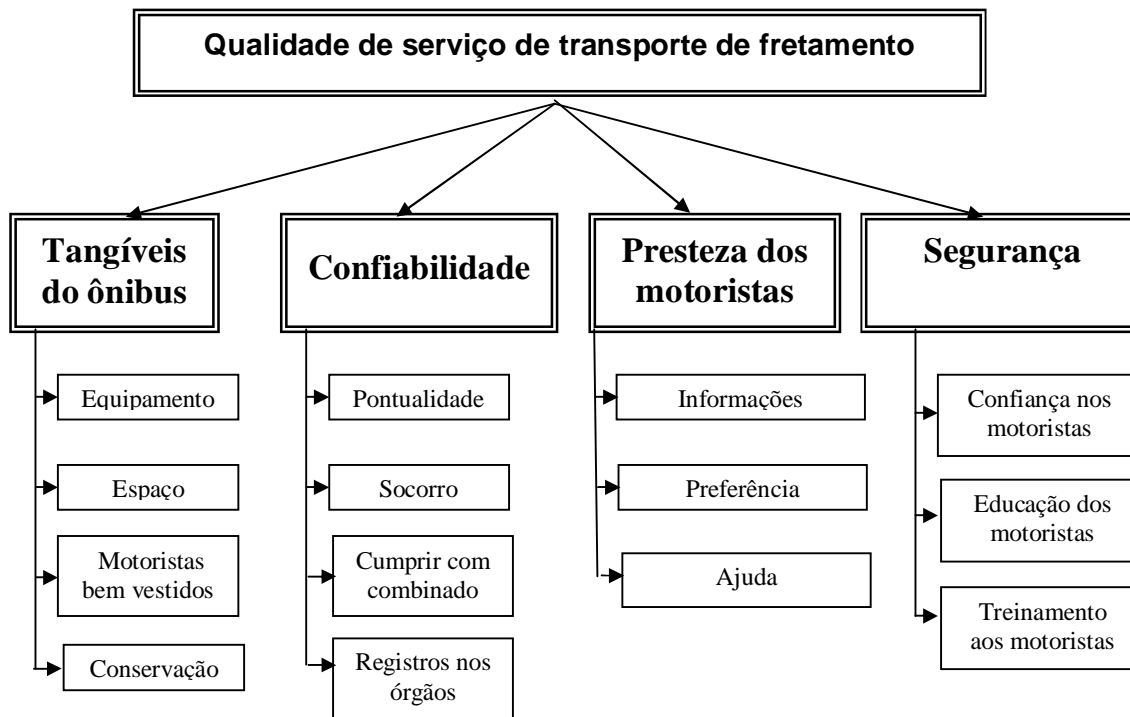 Qualidade de serviço de transporte de fretamento
Tangíveis
do ônibus
Confiabilidade
Presteza dos
motoristas
Segurança
Equipamento
Espaço
Motoristas
bem vestidos
Conservação
Pontualidade
Socorro
Cumprir com
combinado
Registros nos
órgãos
Informações
Preferência
Ajuda
Confiança nos
motoristas
Educação dos
motoristas
Treinamento
aos motoristas